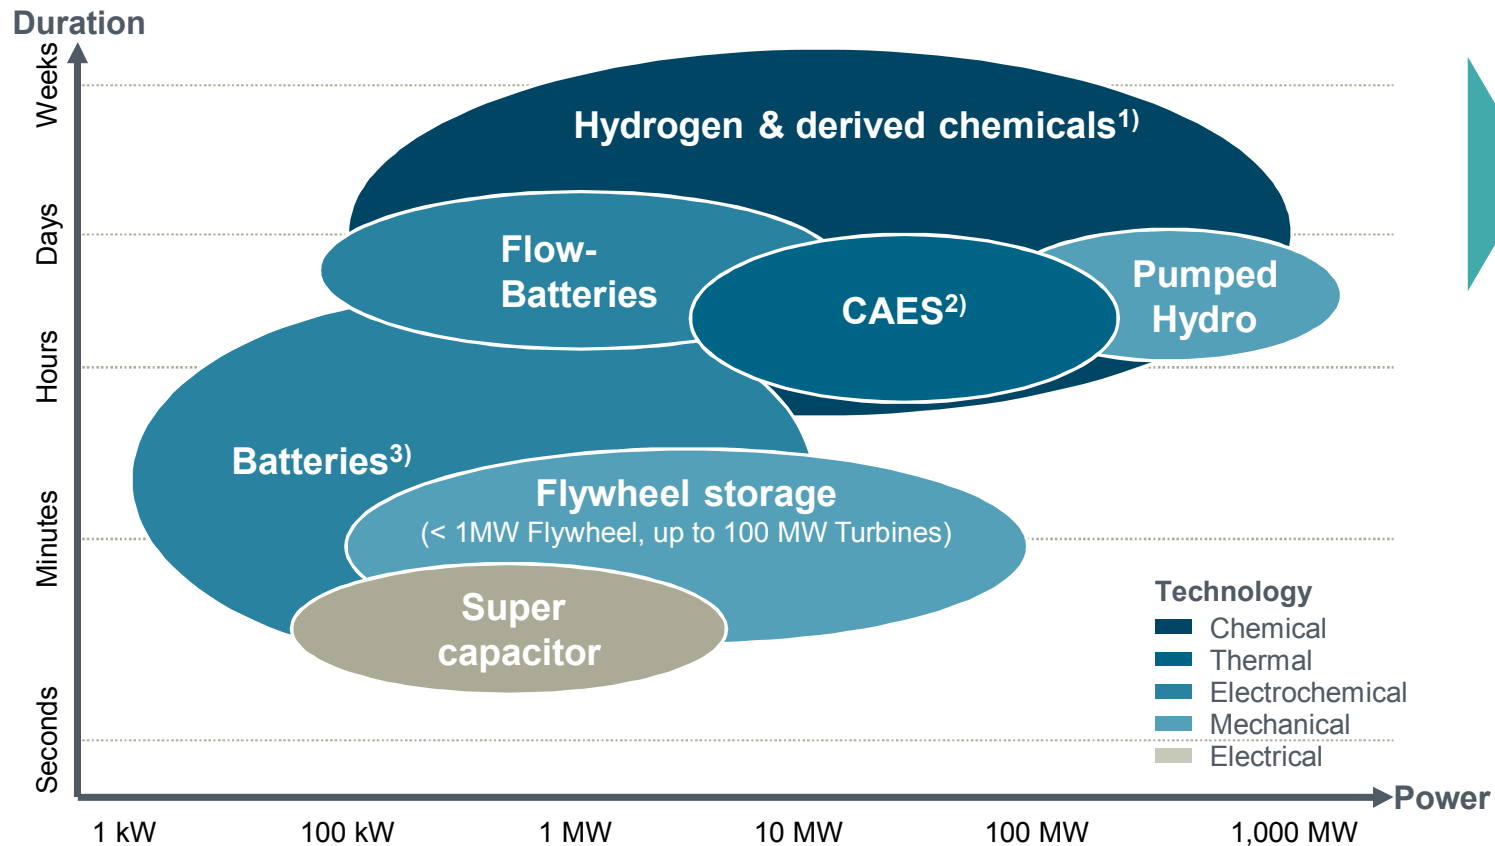 Duration
Weeks
Days
Hours
Minutes
Seconds
Hydrogen & derived chemicals1)
Flow-
Batteries
CAES2)
Pumped
Hydro
Batteries3)
Flywheel storage
(< 1MW Flywheel, up to 100 MW Turbines)
Super
capacitor
Technology
Chemical
Thermal
Electrochemical
Mechanical
Electrical
Power
1 kW
100 kW
1 MW
10 MW
100 MW
1,000 MW